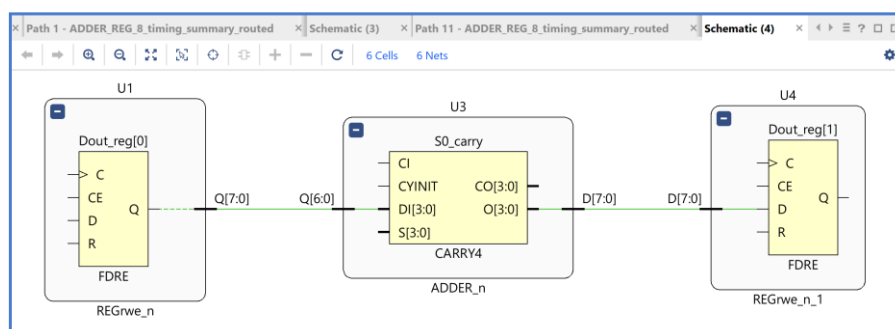 Path 1 - ADDER_REG_8_timing_summary_routed
Schematic (3)
Path 11 - ADDER_REG_8_timing_summary_routed
Schematic (4)
6 Cells 6 Nets
U1
Dout_reg[0]
C
CE
D
R
Q
FDRE
REGrwe_n
Q[7:0]
U3
Q[6:0]
S0_carry
CI
CYINIT
DI[3:0]
S[3:0]
CO[3:0]
O[3:0]
CARRY4
ADDER_n
D[7:0]
U4
D[7:0]
Dout_reg[1]
C
CE
D
R
Q
FDRE
REGrwe_n_1